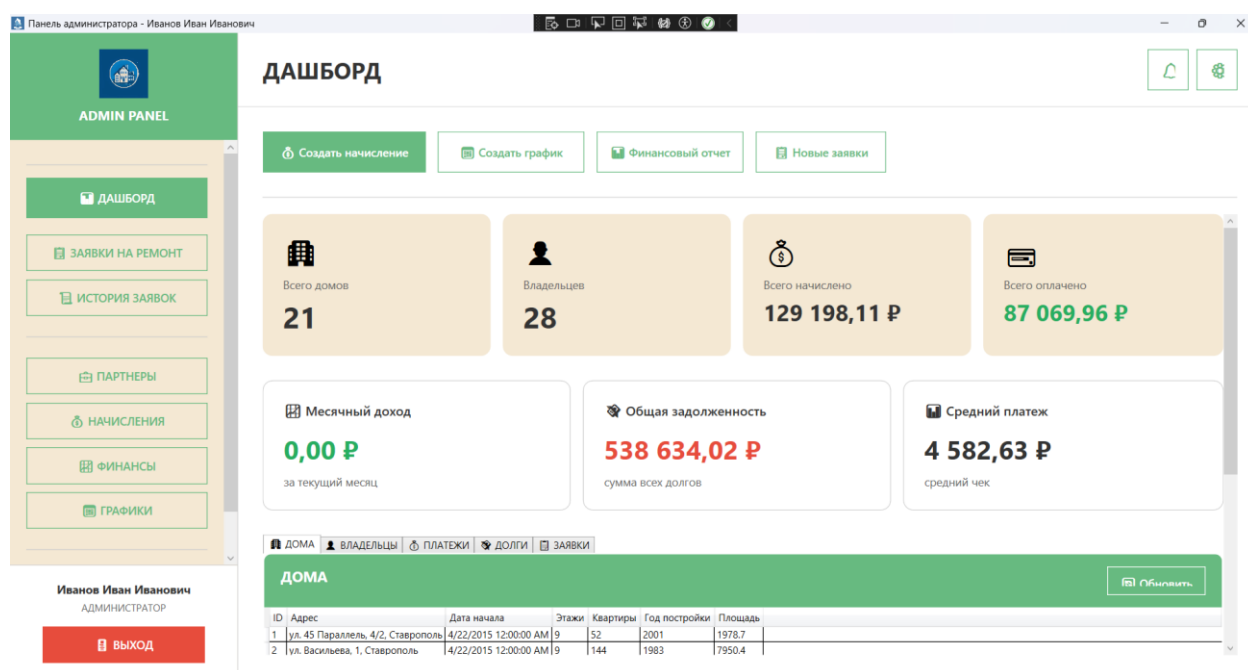 Панель администратора - Иванов Иван Иванович
ADMIN PANEL
ДАШБОРД
ЗАЯВКИ НА РЕМОНТ
ИСТОРИЯ ЗАЯВОК
ПАРТНЕРЫ
НАЧИСЛЕНИЯ
ФИНАНСЫ
ГРАФИКИ
Иванов Иван Иванович
АДМИНИСТРАТОР
ВЫХОД
ДАШБОРД
Создать начисление
Создать график
Финансовый отчет
Новые заявки
Всего домов
21
Владельцев
28
Всего начислено
129 198,11 ₽
Всего оплачено
87 069,96 ₽
Месячный доход
0,00 ₽
за текущий месяц
Общая задолженность
538 634,02 ₽
сумма всех долгов
Средний платеж
4 582,63 ₽
средний чек
ДОМА ВЛАДЕЛЬЦЫ ПЛАТЕЖИ ДОЛГИ ЗАЯВКИ
ДОМА
Обновить
ID Адрес Дата начала Этажи Квартиры Год постройки Площадь
1 ул. 45 Параллель, 4/2, Ставрополь 4/22/2015 12:00:00 AM 9 52 2001 1978.7
2 ул. Васильева, 1, Ставрополь 4/22/2015 12:00:00 AM 9 144 1983 7950.4